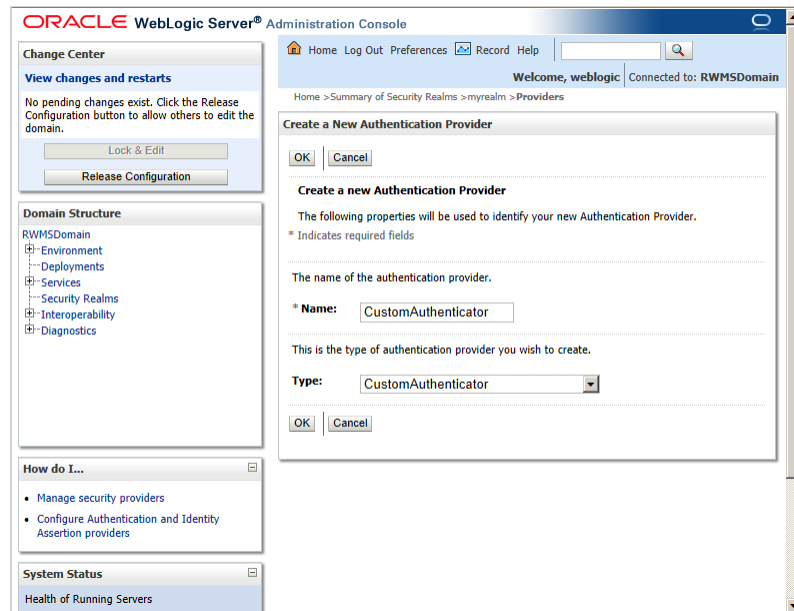 ORACLE WebLogic Server® Administration Console
Change Center
View changes and restarts
No pending changes exist. Click the Release
Configuration button to allow others to edit the
domain.
Lock & Edit
Release Configuration
Domain Structure
RWMSDomain
Environment
Deployments
Services
Security Realms
Interoperability
Diagnostics
How do I...
Manage security providers
Configure Authentication and Identity
Assertion providers
System Status
Health of Running Servers
Home Log Out Preferences Record Help
Welcome, weblogic Connected to: RWMSDomain
Home >Summary of Security Realms >myrealm >Providers
Create a New Authentication Provider
OK Cancel
Create a new Authentication Provider
The following properties will be used to identify your new Authentication Provider.
* Indicates required fields
The name of the authentication provider.
* Name: CustomAuthenticator
This is the type of authentication provider you wish to create.
Type: CustomAuthenticator
OK Cancel